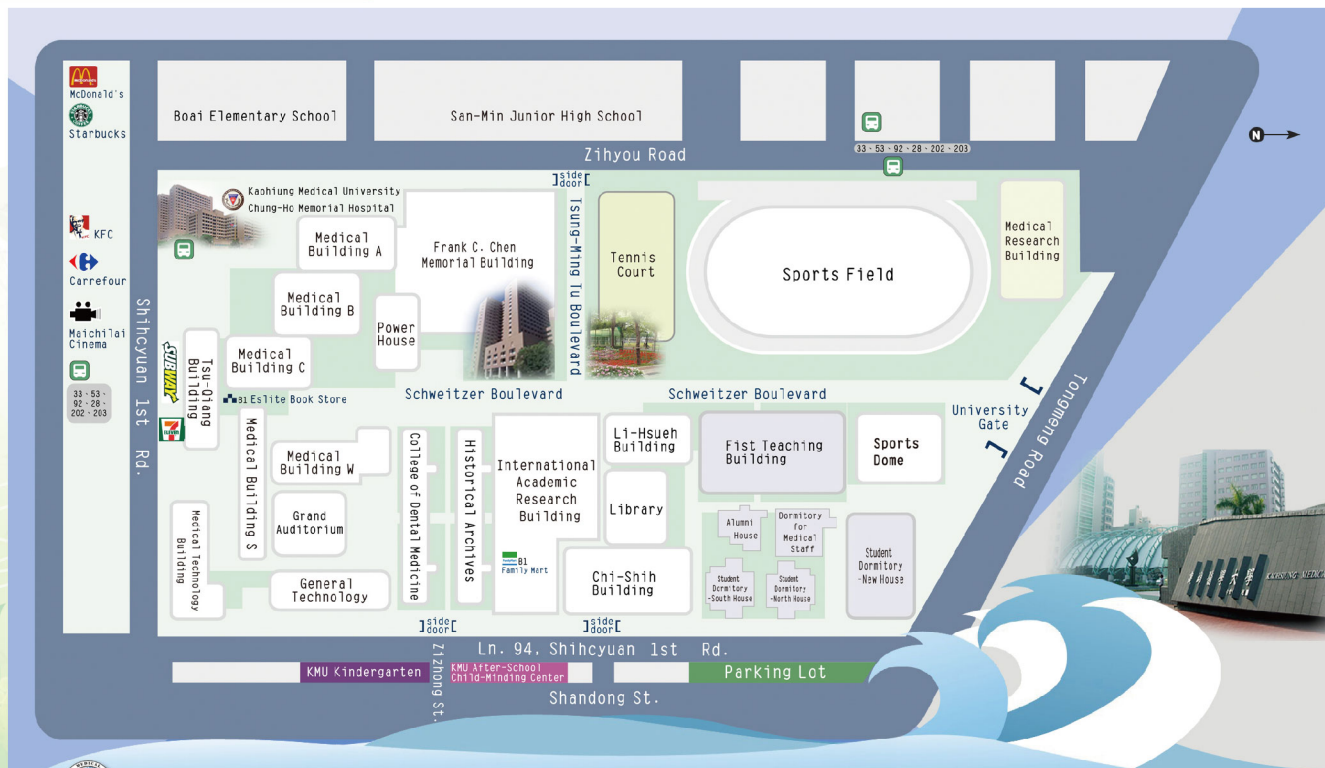 McDonald's
McDonald's
Starbucks
KFC
Carrefour
Maichilai
Cinema
33、53、
92、28、
202、203
Shihcyuan 1st Rd.
Boai Elementary School
San-Min Junior High School
33、53、92、28、202、203
N
Zihyou Road
side
door
Kaohiung Medical University
Chung-Ho Memorial Hospital
Medical
Building A
Frank C. Chen
Memorial Building
Medical
Building B
Power
House
Medical
Building C
Tsung-Ming Tu Boulevard
Tennis
Court
Sports Field
Medical
Research
Building
SUBWAY
Tsu-Qiang
Building
B1 Eslite Book Store
Schweitzer Boulevard
Schweitzer Boulevard
University
Gate
Tongmeng Road
7
ELEVEN
Medical Building S
Medical
Building W
Grand
Auditorium
Medical Technology
Building
General
Technology
College of Dental Medicine
Historical Archives
International
Academic
Research
Building
B1
Family Mart
Li-Hsueh
Building
Library
Chi-Shih
Building
Fist Teaching
Building
Sports
Dome
Alumni
House
Dormitory
for
Medical
Staff
Student
Dormitory
-South House
Student
Dormitory
-North House
Student
Dormitory
-New House
side
door
side
door
Ln. 94. Shihcyuan 1st Rd.
KMU Kindergarten
Zizhong St.
KMU After-School
Child-Minding Center
Parking Lot
Shandong St.